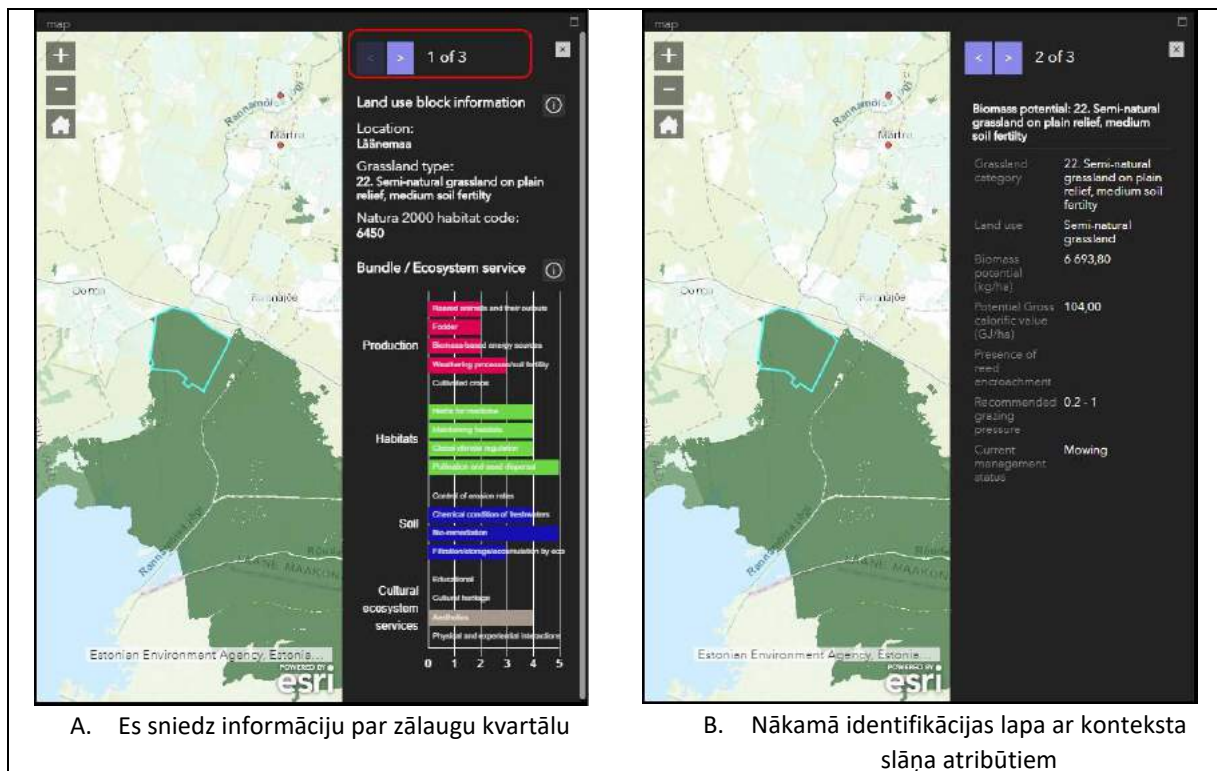 map
1 of 3
Land use block information
Location:
Läänemaa
Grassland type:
22. Semi-natural grassland on plain
relief, medium soil fertilty
Natura 2000 habitat code:
6450
Bundle / Ecosystem service
Production
Reared animals and their outputs
Fodder
Biomass-based energy sources
Weathering processes/soil fertility
Cultivated crops
Habitats
Herbs for medicine
Maintaining habitats
Global climate regulation
Pollination and seed dispersal
Soil
Control of erosion rates
Chemical condition of freshwaters
Bio-remediation
Filtration/storage/accumulation by eco
Cultural
ecosystem
services
Educational
Cultural heritage
Aesthetics
Physical and experiential interactions
0 1 2 3 4 5
Rannamõi
Martna
Rannajõe
Estonian Environment Agency, Estonia...
POWERED BY
esri
A. Es sniedz informāciju par zālaugu kvartālu
map
2 of 3
Biomass potential: 22. Semi-natural
grassland on plain relief, medium
soil fertilty
Grassland category 22. Semi-natural
grassland on plain
relief, medium soil
fertilty
Land use Semi-natural
grassland
Biomass potential (kg/ha) 6 693,80
Potential Gross calorific value (GJ/ha) 104,00
Presence of reed encroachment
Recommended grazing pressure 0.2 - 1
Current management status Mowing
Rannamõi
Martna
Estonian Environment Agency, Estonia...
POWERED BY
esri
B. Nākamā identifikācijas lapa ar konteksta
slāņa atribūtiem